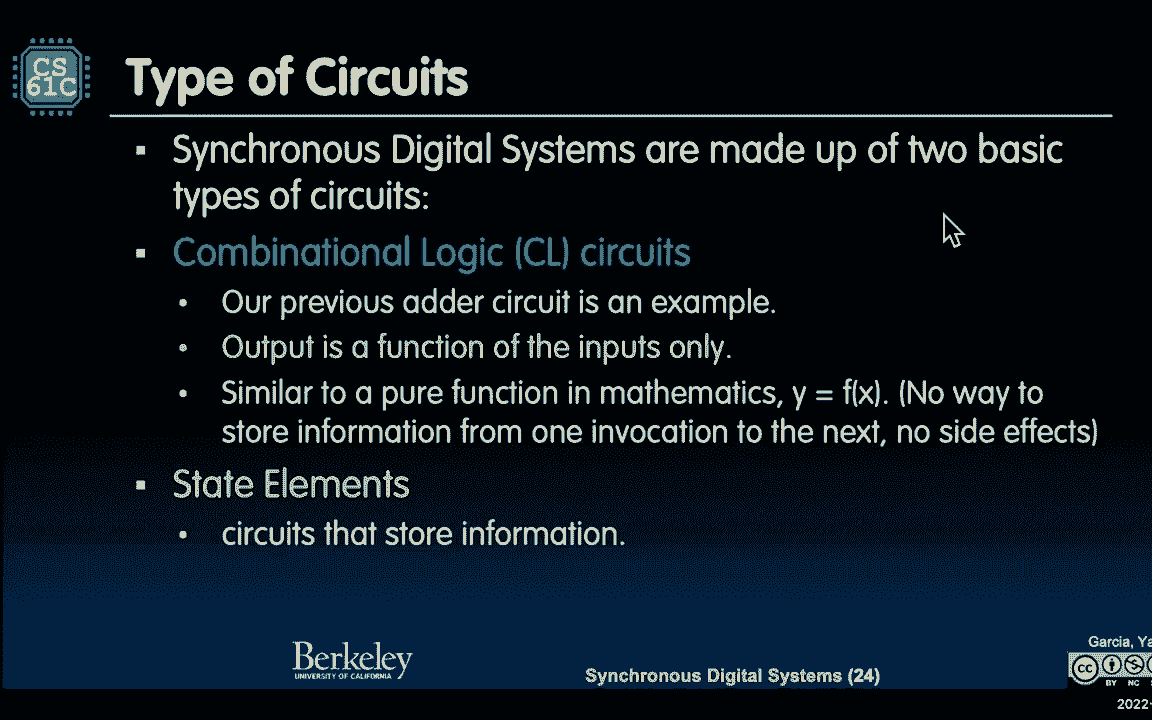 CS
61C
Type of Circuits
▪ Synchronous Digital Systems are made up of two basic
types of circuits:
▪ Combinational Logic (CL) circuits
• Our previous adder circuit is an example.
• Output is a function of the inputs only.
• Similar to a pure function in mathematics, y = f(x). (No way to
store information from one invocation to the next, no side effects)
▪ State Elements
• circuits that store information.
Berkeley
UNIVERSITY OF CALIFORNIA
Synchronous Digital Systems (24)
Garcia, Ya
cc
BY NC
2022-